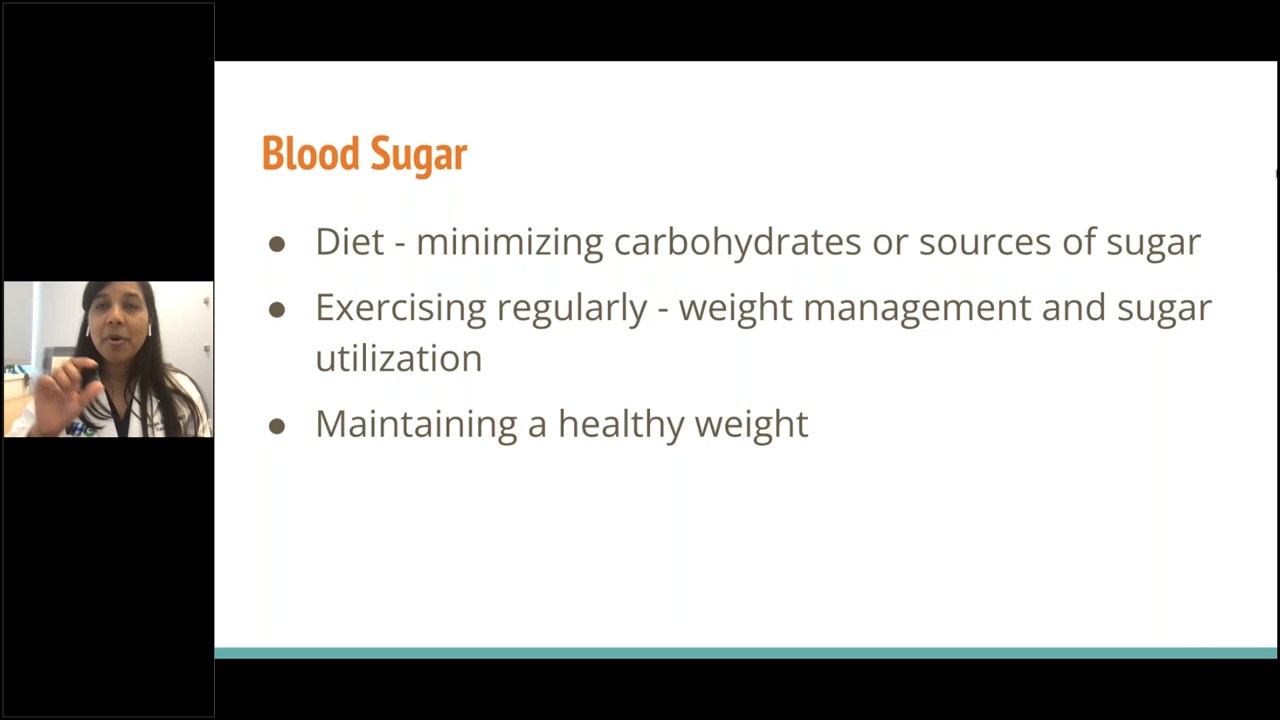 Blood Sugar
● Diet - minimizing carbohydrates or sources of sugar
● Exercising regularly - weight management and sugar
utilization
● Maintaining a healthy weight